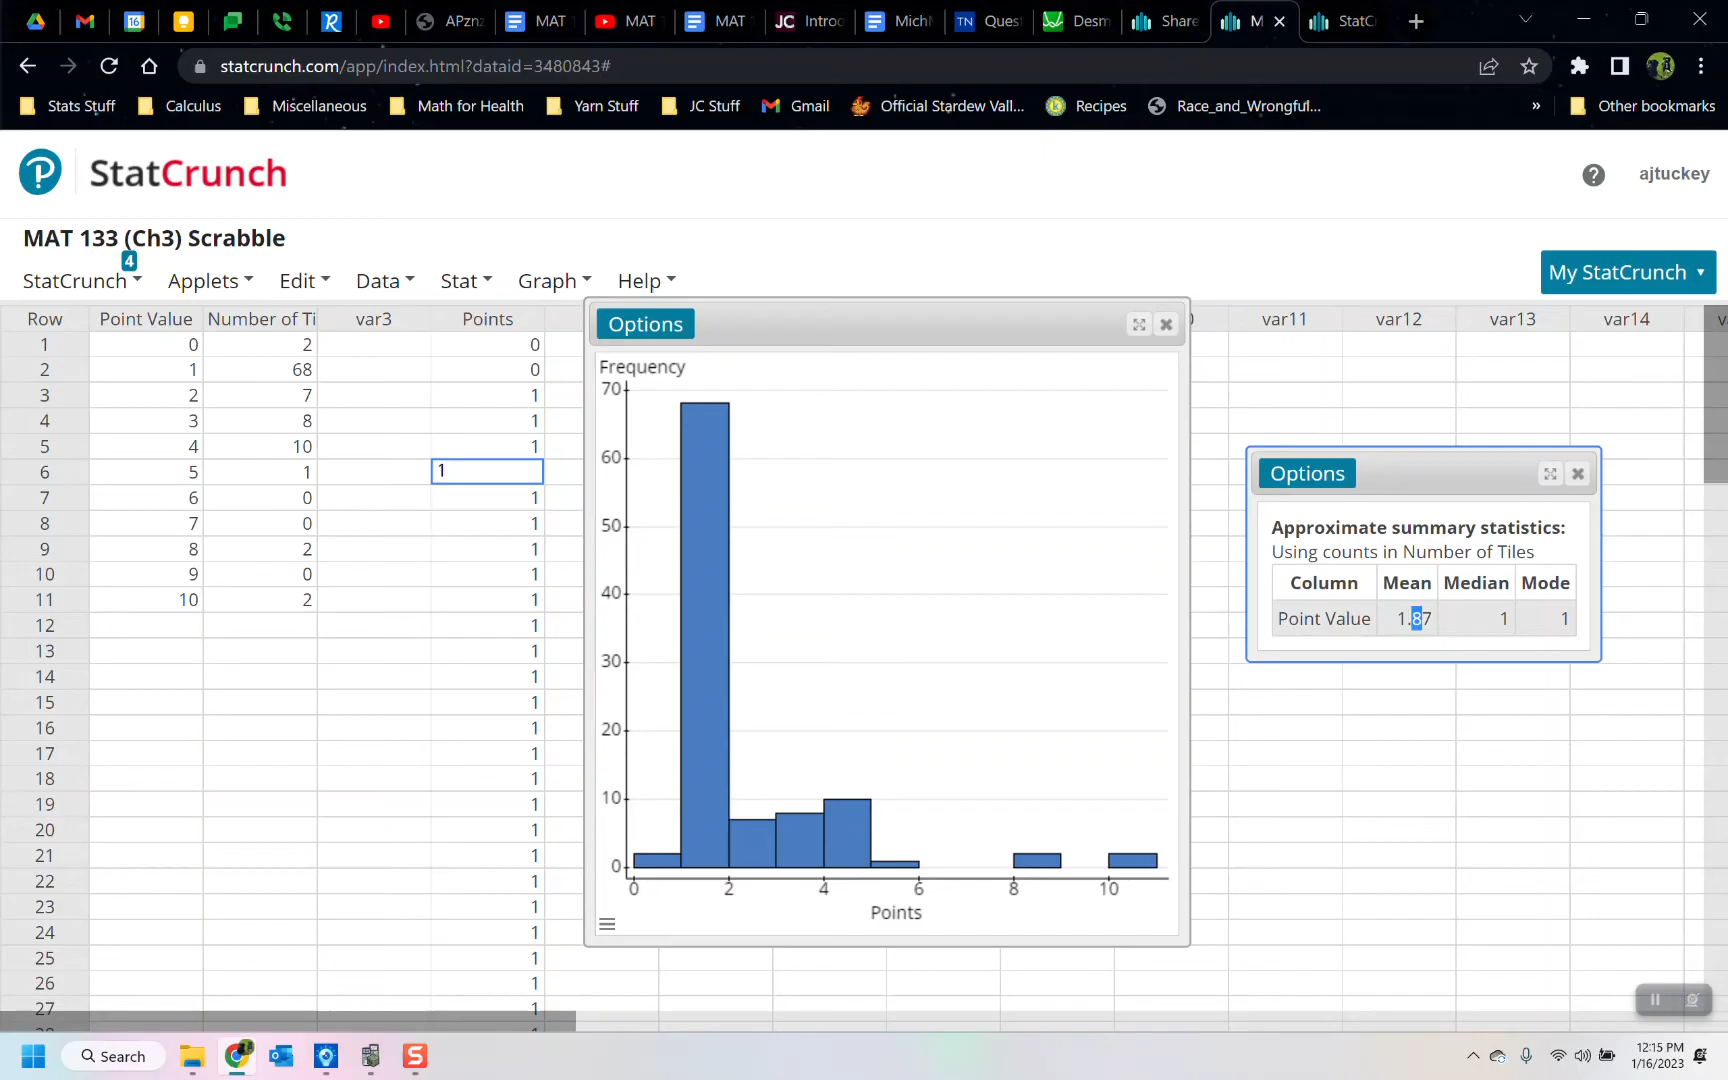 16
R
APznz
MAT
MAT
MAT
JC Introd
Michi
TN Quest
Desm
Share
M
StatC
statcrunch.com/app/index.html?dataid=3480843#
Stats Stuff Calculus Miscellaneous Math for Health Yarn Stuff JC Stuff Gmail Official Stardew Vall... Recipes Race_and_Wrongful... » Other bookmarks
P StatCrunch
? ajtuckey
MAT 133 (Ch3) Scrabble
4
StatCrunch Applets Edit Data Stat Graph Help
My StatCrunch
Row Point Value Number of Ti var3 Points var11 var12 var13 var14
1 0 2 0
2 1 68 0
3 2 7 1
4 3 8 1
5 4 10 1
6 5 1 1
7 6 0 1
8 7 0 1
9 8 2 1
10 9 0 1
11 10 2 1
12 1
13 1
14 1
15 1
16 1
17 1
18 1
19 1
20 1
21 1
22 1
23 1
24 1
25 1
26 1
27 1
Options
Frequency
70
60
50
40
30
20
10
0
0 2 4 6 8 10
Points
Options
Approximate summary statistics:
Using counts in Number of Tiles
Column Mean Median Mode
Point Value 1.87 1 1
Search
S
12:15 PM
1/16/2023